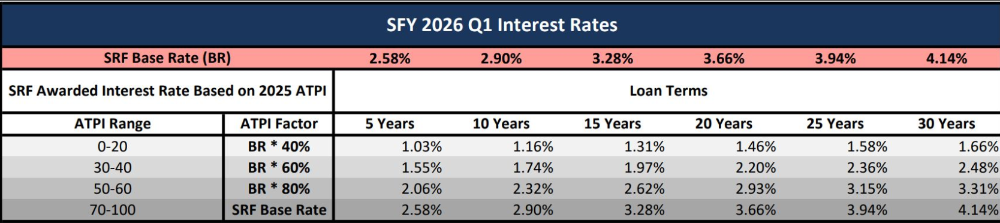 SFY 2026 Q1 Interest Rates
SRF Base Rate (BR) 2.58% 2.90% 3.28% 3.66% 3.94% 4.14%
SRF Awarded Interest Rate Based on 2025 ATPI Loan Terms
ATPI Range ATPI Factor 5 Years 10 Years 15 Years 20 Years 25 Years 30 Years
0-20 BR * 40% 1.03% 1.16% 1.31% 1.46% 1.58% 1.66%
30-40 BR * 60% 1.55% 1.74% 1.97% 2.20% 2.36% 2.48%
50-60 BR * 80% 2.06% 2.32% 2.62% 2.93% 3.15% 3.31%
70-100 SRF Base Rate 2.58% 2.90% 3.28% 3.66% 3.94% 4.14%